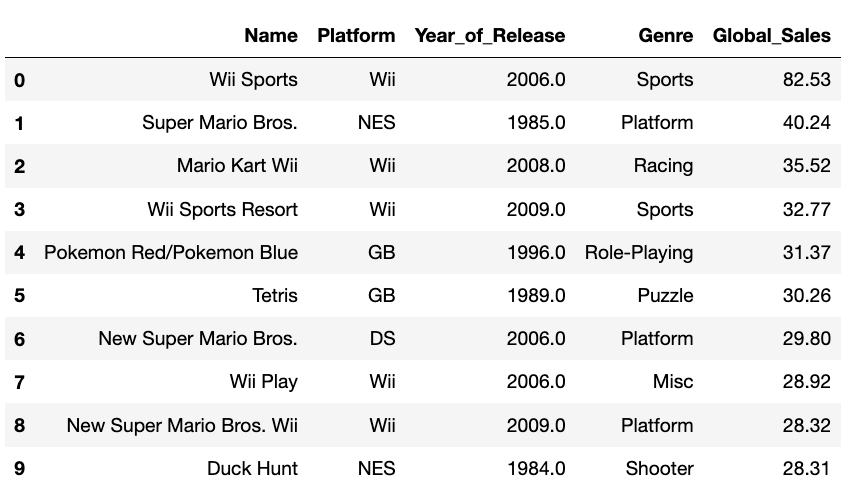 Name Platform Year_of_Release Genre Global_Sales
0 Wii Sports Wii 2006.0 Sports 82.53
1 Super Mario Bros. NES 1985.0 Platform 40.24
2 Mario Kart Wii Wii 2008.0 Racing 35.52
3 Wii Sports Resort Wii 2009.0 Sports 32.77
4 Pokemon Red/Pokemon Blue GB 1996.0 Role-Playing 31.37
5 Tetris GB 1989.0 Puzzle 30.26
6 New Super Mario Bros. DS 2006.0 Platform 29.80
7 Wii Play Wii 2006.0 Misc 28.92
8 New Super Mario Bros. Wii Wii 2009.0 Platform 28.32
9 Duck Hunt NES 1984.0 Shooter 28.31